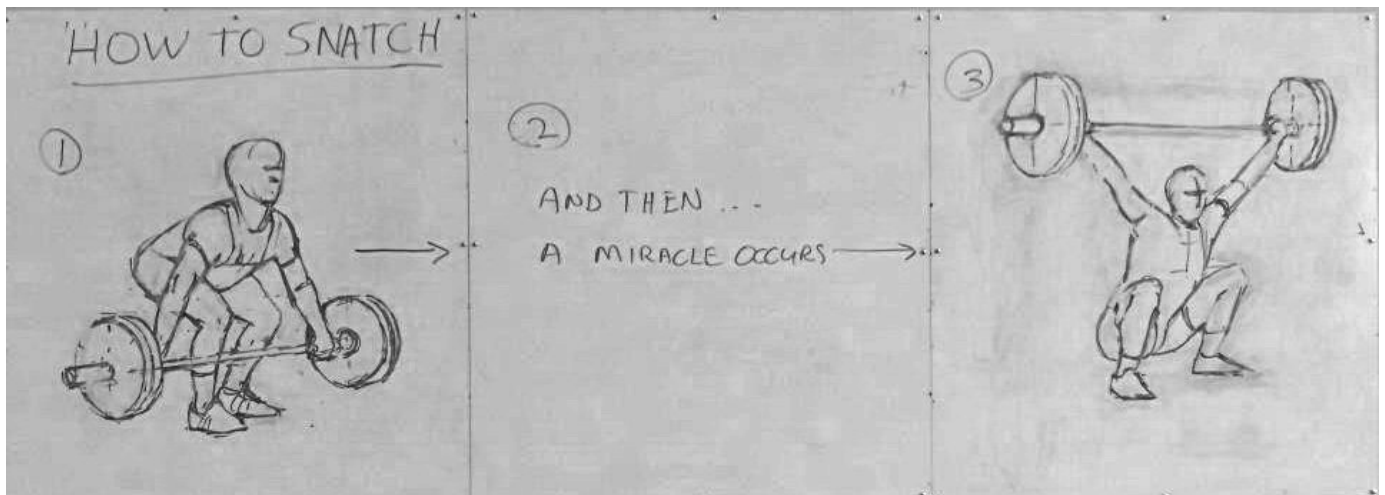 HOW TO SNATCH
1
2
AND THEN ...
A MIRACLE OCCURS
3